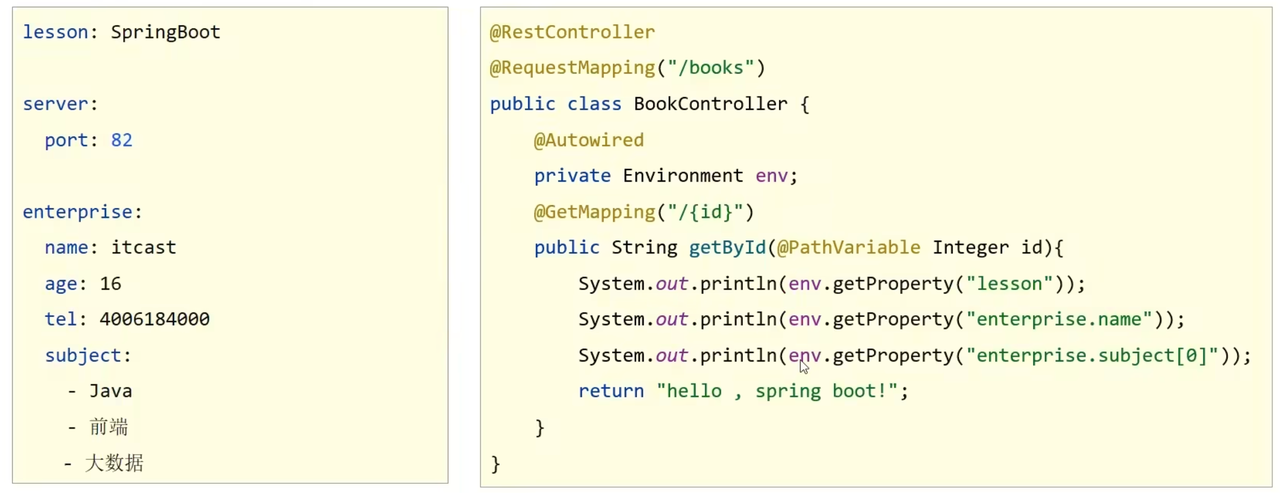 lesson: SpringBoot
server:
port: 82
enterprise:
name: itcast
age: 16
tel: 4006184000
subject:
- Java
- 前端
- 大数据
@RestController
@RequestMapping("/books")
public class BookController {
@Autowired
private Environment env;
@GetMapping("/{id}")
public String getById(@PathVariable Integer id){
System.out.println(env.getProperty("lesson"));
System.out.println(env.getProperty("enterprise.name"));
System.out.println(env.getProperty("enterprise.subject[0]"));
return "hello , spring boot!";
}
}